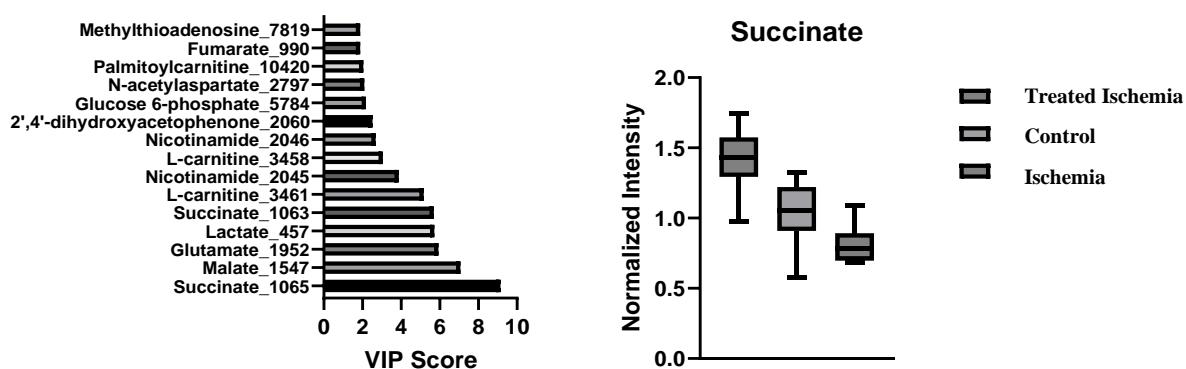 Methylthioadenosine_7819
Fumarate_990
Palmitoylcarnitine_10420
N-acetylaspartate_2797
Glucose 6-phosphate_5784
2',4'-dihydroxyacetophenone_2060
Nicotinamide_2046
L-carnitine_3458
Nicotinamide_2045
L-carnitine_3461
Succinate_1063
Lactate_457
Glutamate_1952
Malate_1547
Succinate_1065
0 2 4 6 8 10
VIP Score
Succinate
Normalized Intensity
2.0
1.5
1.0
0.5
0.0
Treated Ischemia
Control
Ischemia